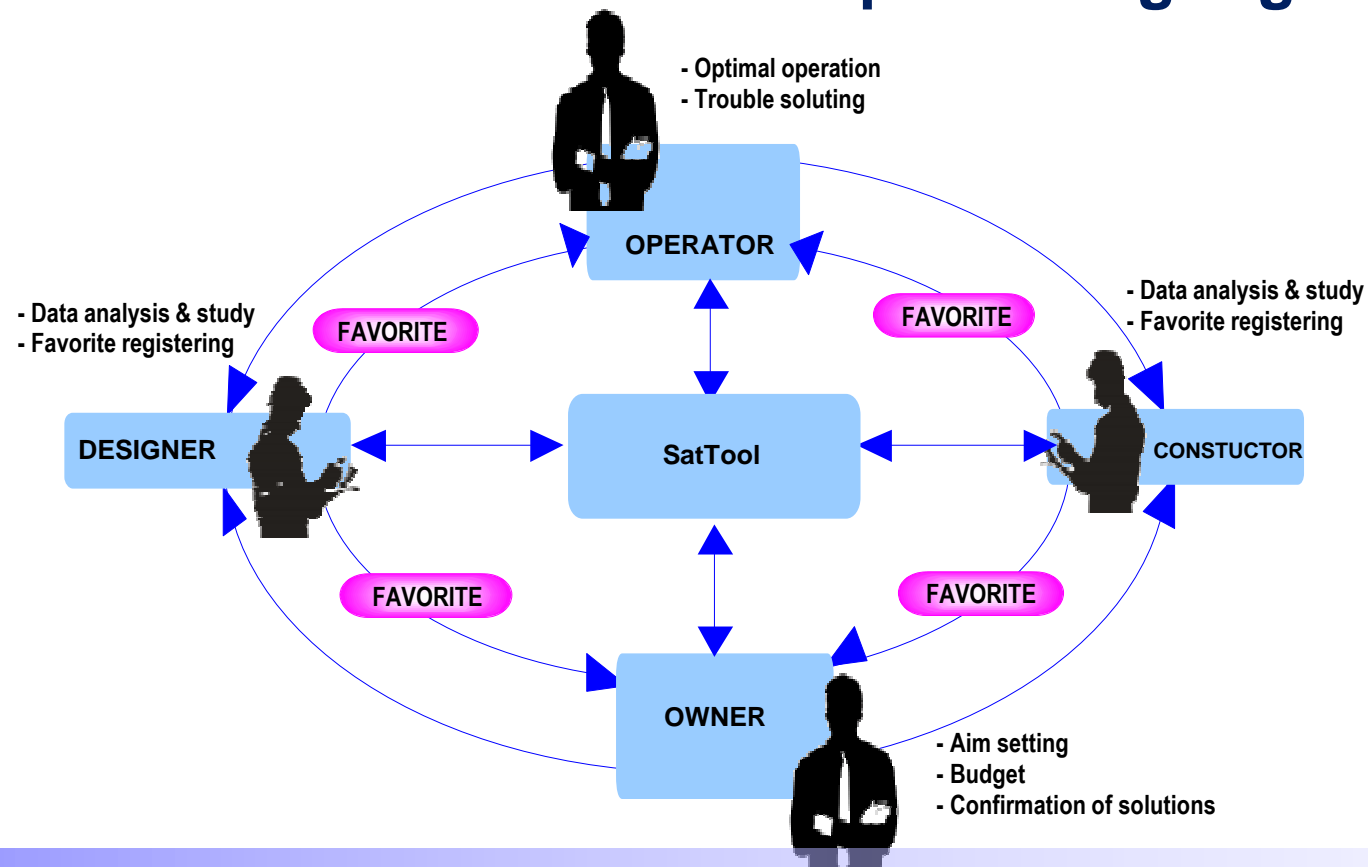 - Optimal operation
- Trouble soluting
OPERATOR
- Data analysis & study
- Favorite registering
FAVORITE
FAVORITE
- Data analysis & study
- Favorite registering
DESIGNER
SatTool
CONSTUCTOR
FAVORITE
FAVORITE
OWNER
- Aim setting
- Budget
- Confirmation of solutions